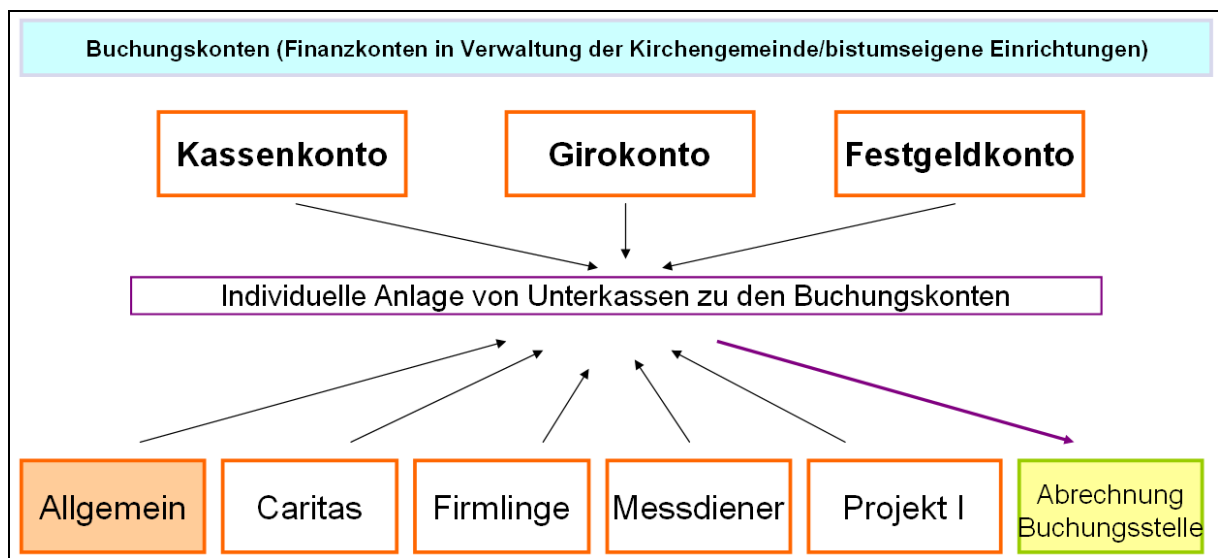 Buchungskonten (Finanzkonten in Verwaltung der Kirchengemeinde/bistumseigene Einrichtungen)
Kassenkonto
Girokonto
Festgeldkonto
Individuelle Anlage von Unterkassen zu den Buchungskonten
Allgemein
Caritas
Firmlinge
Messdiener
Projekt I
Abrechnung
Buchungsstelle